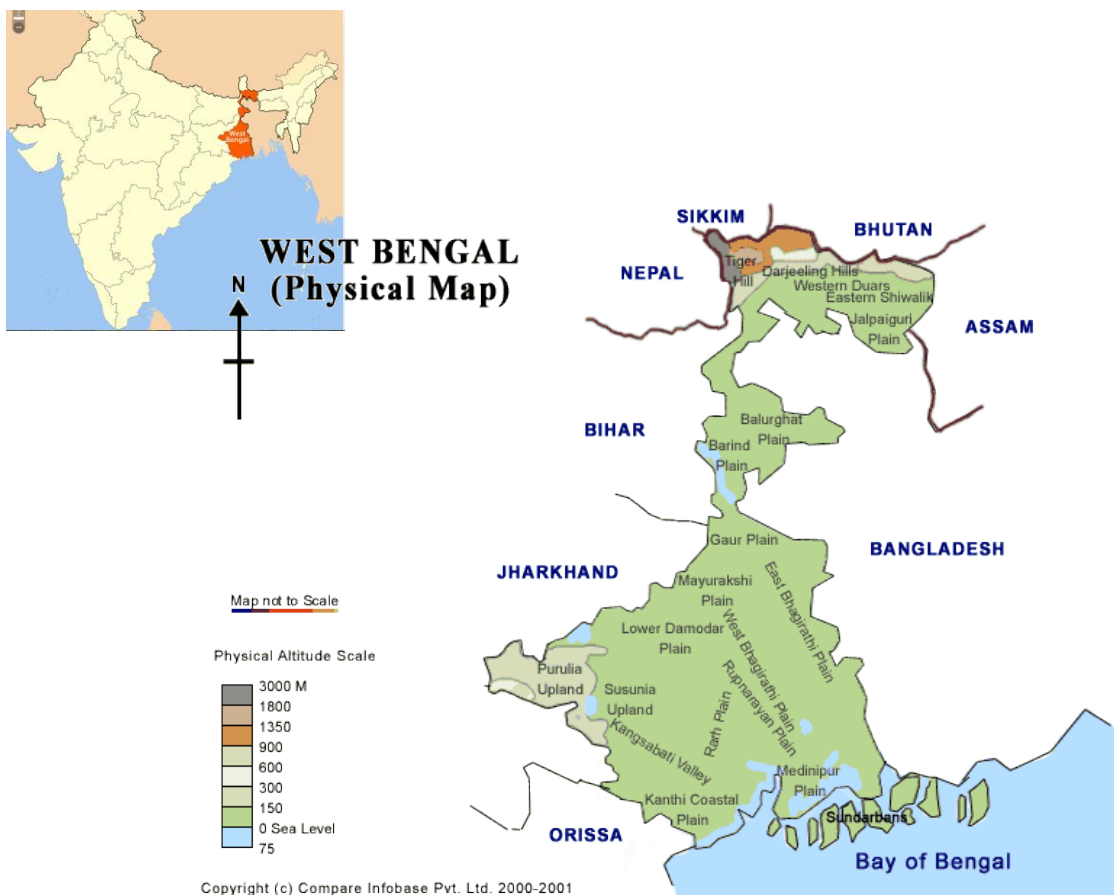 West
Bengal
WEST BENGAL
(Physical Map)
N
SIKKIM
BHUTAN
NEPAL
Tiger
Hill
Darjeeling Hills
Western Duars
Eastern Shiwalik
Jalpaiguri
Plain
ASSAM
BIHAR
Balurghat
Plain
Barind
Plain
Gaur Plain
BANGLADESH
JHARKHAND
Mayurakshi
Plain
East Bhagirathi Plain
Lower Damodar
Plain
West Bhagirathi Plain
Rupnarayan Plain
Purulia
Upland
Susunia
Upland
Rarh Plain
Kangsabati Valley
Medinipur
Plain
Kanthi Coastal
Plain
Sundarbans
ORISSA
Bay of Bengal
Map not to Scale
Physical Altitude Scale
3000 M
1800
1350
900
600
300
150
0 Sea Level
75
Copyright (c) Compare Infobase Pvt. Ltd. 2000-2001